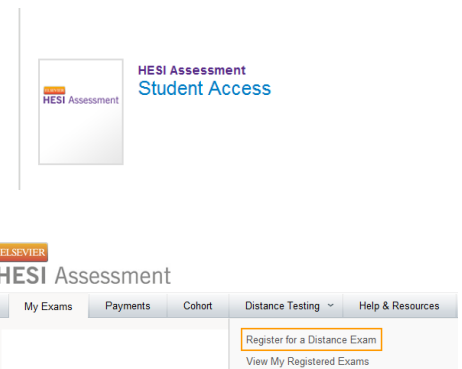 HESI Assessment
Student Access
ELSEVIER
HESI Assessment
ELSEVIER
HESI Assessment
My Exams Payments Cohort Distance Testing Help & Resources
Register for a Distance Exam
View My Registered Exams